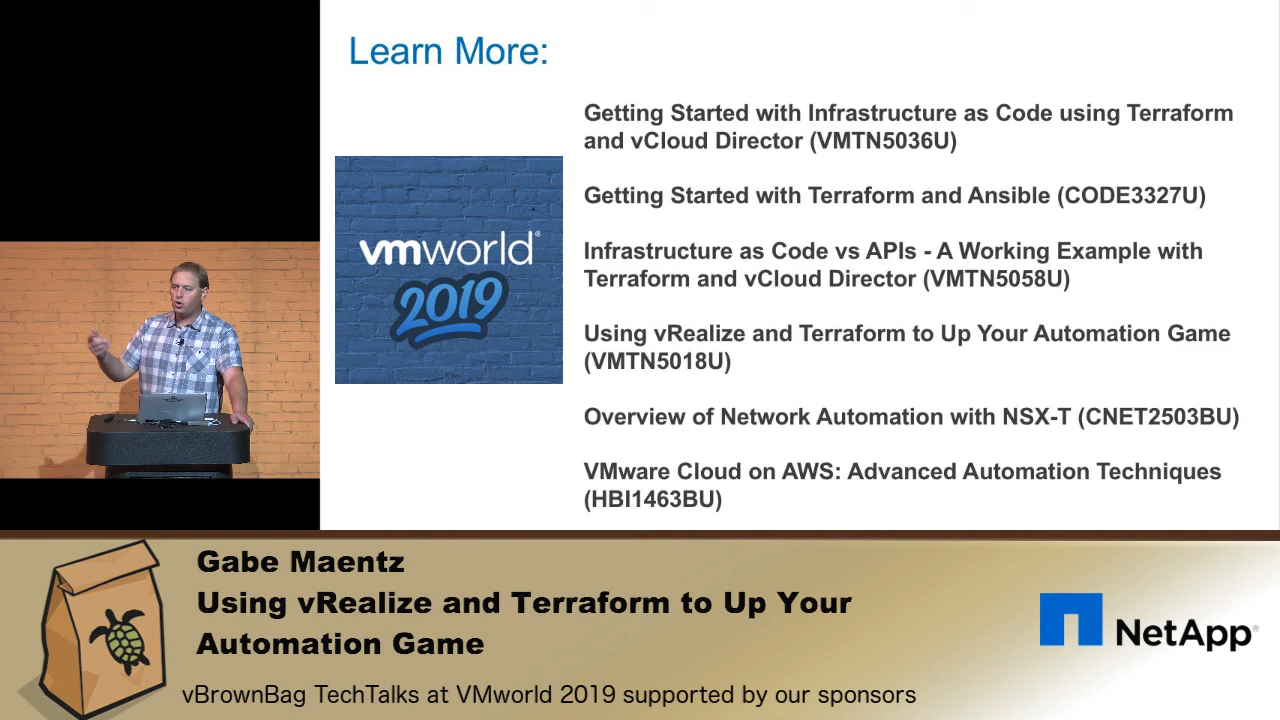 Learn More:
Getting Started with Infrastructure as Code using Terraform
and vCloud Director (VMTN5036U)
Getting Started with Terraform and Ansible (CODE3327U)
Infrastructure as Code vs APIs - A Working Example with
Terraform and vCloud Director (VMTN5058U)
Using vRealize and Terraform to Up Your Automation Game
(VMTN5018U)
Overview of Network Automation with NSX-T (CNET2503BU)
VMware Cloud on AWS: Advanced Automation Techniques
(HBI1463BU)
vmworld®
2019
Gabe Maentz
Using vRealize and Terraform to Up Your
Automation Game
vBrownBag TechTalks at VMworld 2019 supported by our sponsors
NetApp®